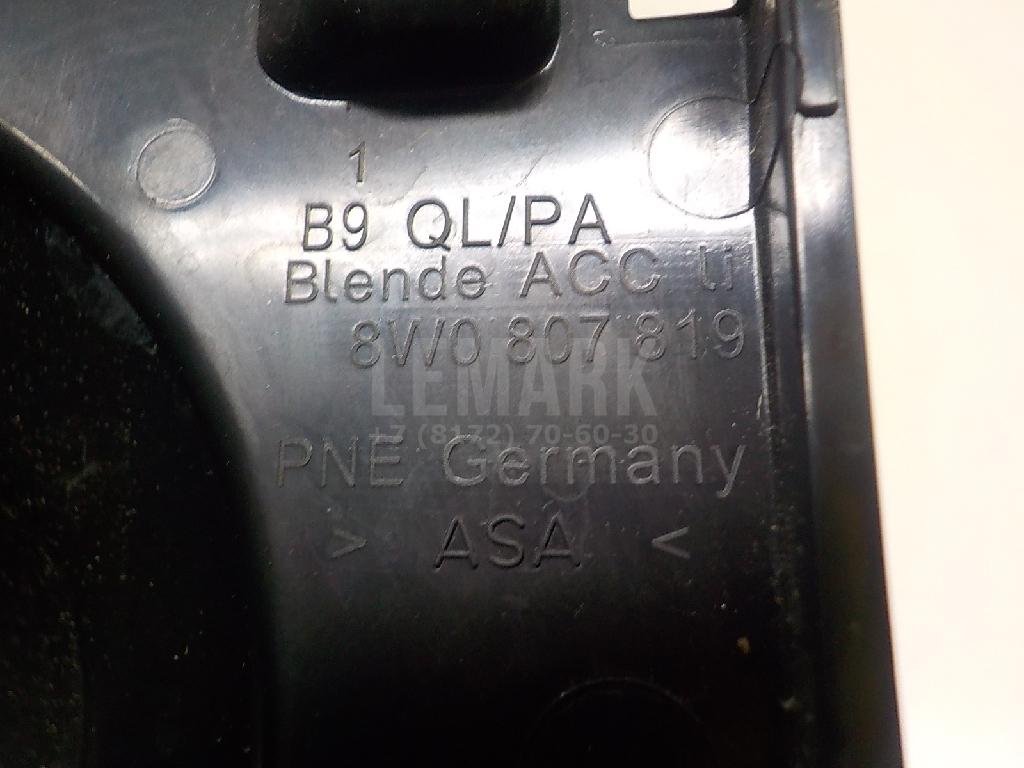 1
B9 QL/PA
Blende ACC li
8W0 807 819
LEMARK
+7 (8172) 70-60-30
PNE Germany
> ASA <